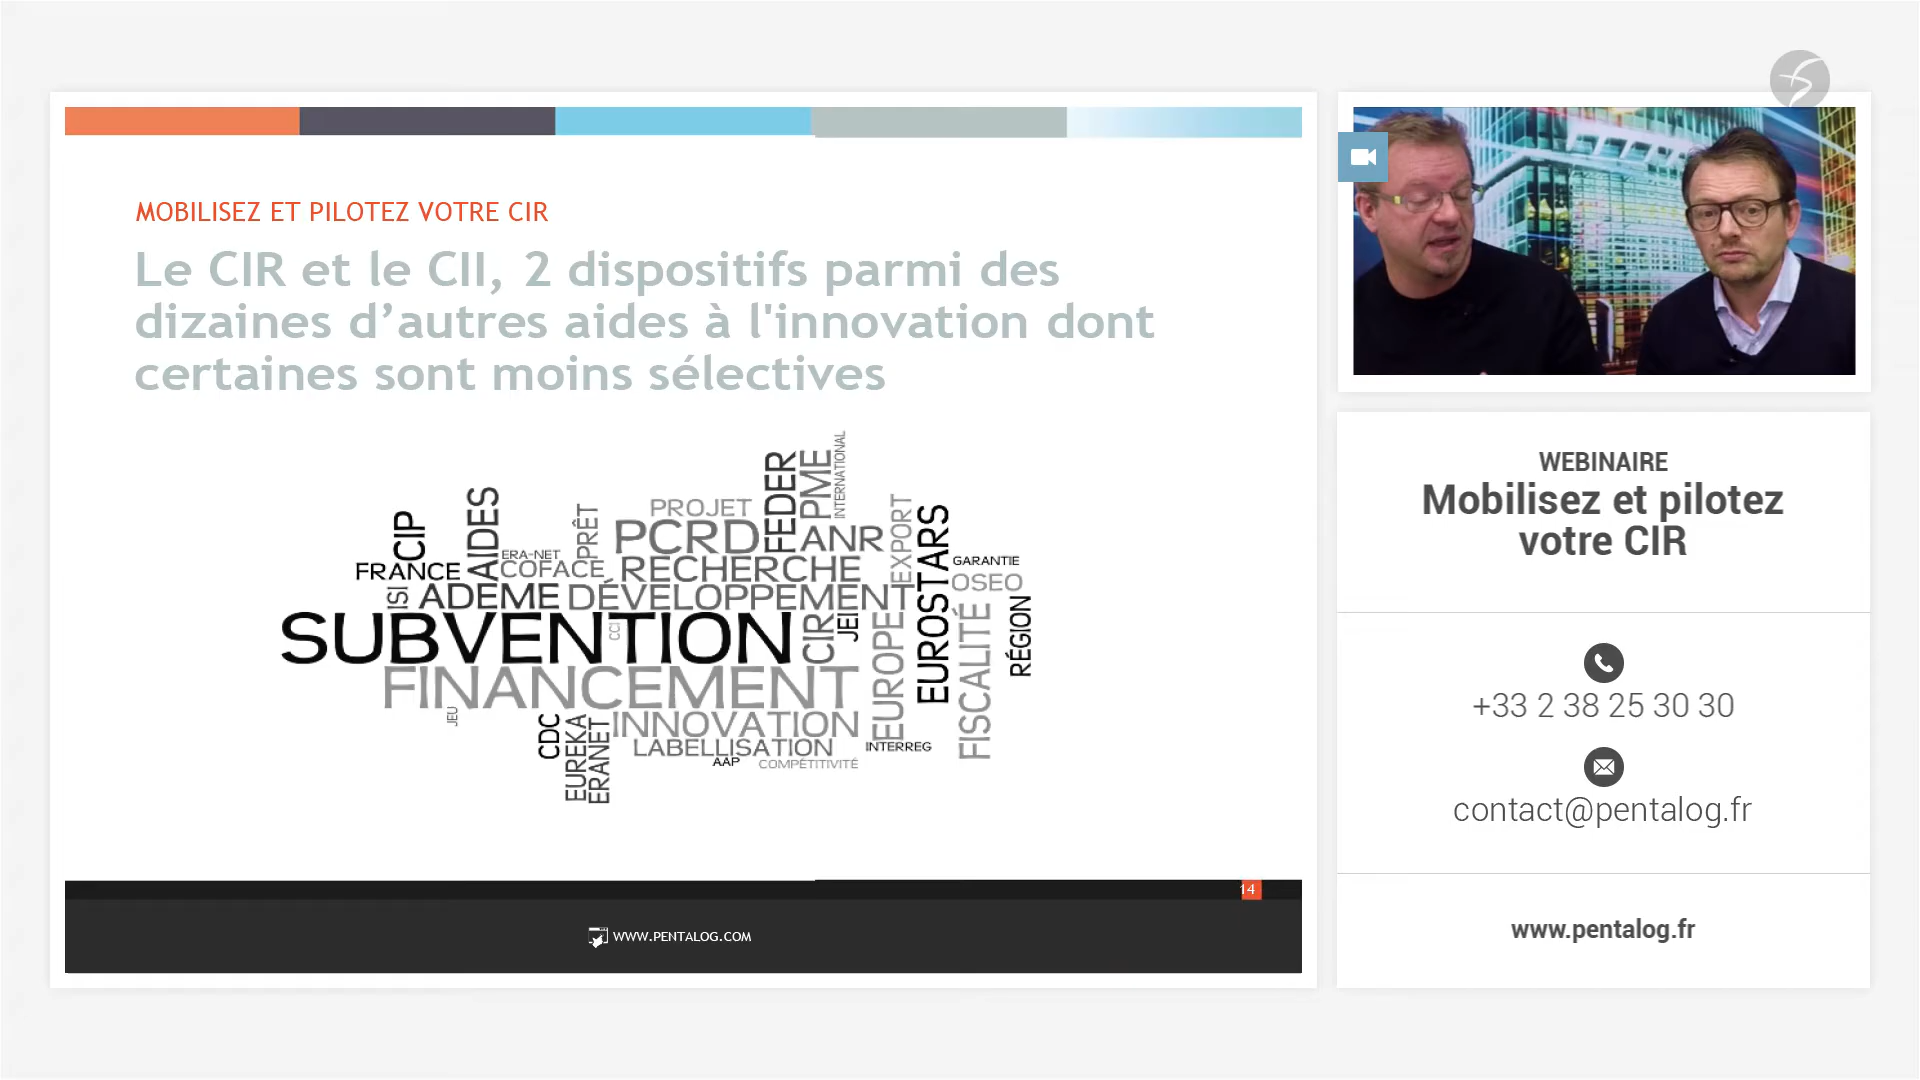 MOBILISEZ ET PILOTEZ VOTRE CIR
Le CIR et le CII, 2 dispositifs parmi des
dizaines d’autres aides à l'innovation dont
certaines sont moins sélectives
INTERNATIONAL
FEDER
PME
AIDES
PROJET
EXPORT
PRÊT
CIP
PCRD
ANR
EUROSTARS
ERA-NET
FRANCE
COFACE
RECHERCHE
GARANTIE
OSEO
ISI
ADEME
DÉVELOPPEMENT
SUBVENTION
CCI
CIR
JEI
EUROPE
FISCALITÉ
RÉGION
FINANCEMENT
JEU
CDC
EUREKA
ERANET
INNOVATION
LABELLISATION
INTERREG
AAP
COMPÉTITIVITÉ
14
WWW.PENTALOG.COM
WEBINAIRE
Mobilisez et pilotez
votre CIR
+33 2 38 25 30 30
contact@pentalog.fr
www.pentalog.fr